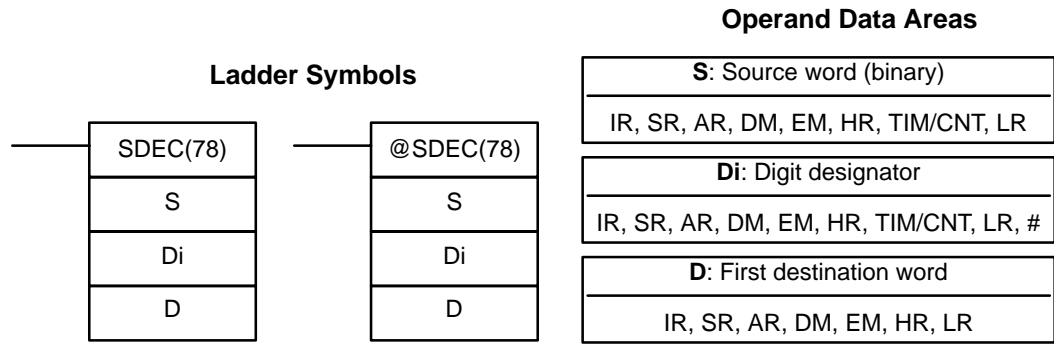 Ladder Symbols
SDEC(78)
S
Di
D
@SDEC(78)
S
Di
D
Operand Data Areas
S: Source word (binary)
IR, SR, AR, DM, EM, HR, TIM/CNT, LR
Di: Digit designator
IR, SR, AR, DM, EM, HR, TIM/CNT, LR, #
D: First destination word
IR, SR, AR, DM, EM, HR, LR